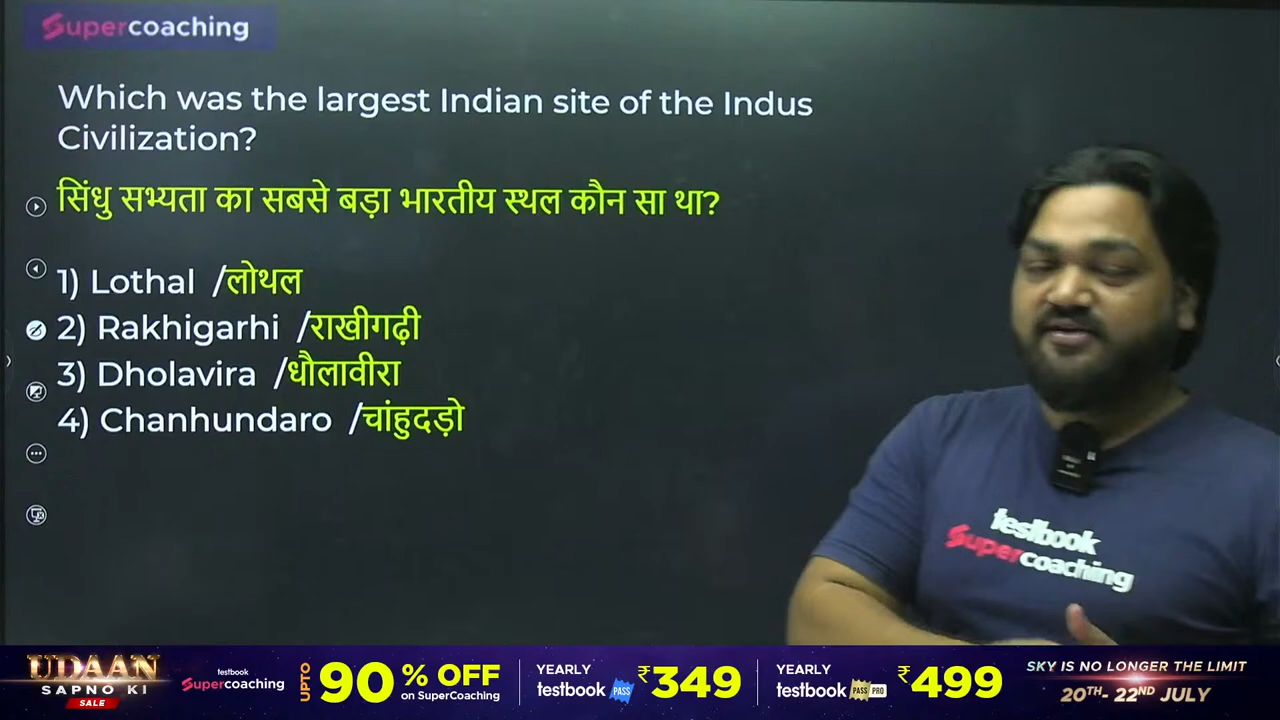 Supercoaching
Which was the largest Indian site of the Indus
Civilization?
सिंधु सभ्यता का सबसे बड़ा भारतीय स्थल कौन सा था?
1) Lothal /लोथल
2) Rakhigarhi /राखीगढ़ी
3) Dholavira /धौलावीरा
4) Chanhundaro /चांहुदड़ो
testbook
Supercoaching
UDAAN
SAPNO KI
SALE
testbook
Supercoaching
UPTO 90% OFF
on SuperCoaching
YEARLY
testbook PASS
₹349
YEARLY
testbook PASS PRO
₹499
SKY IS NO LONGER THE LIMIT
20TH- 22ND JULY